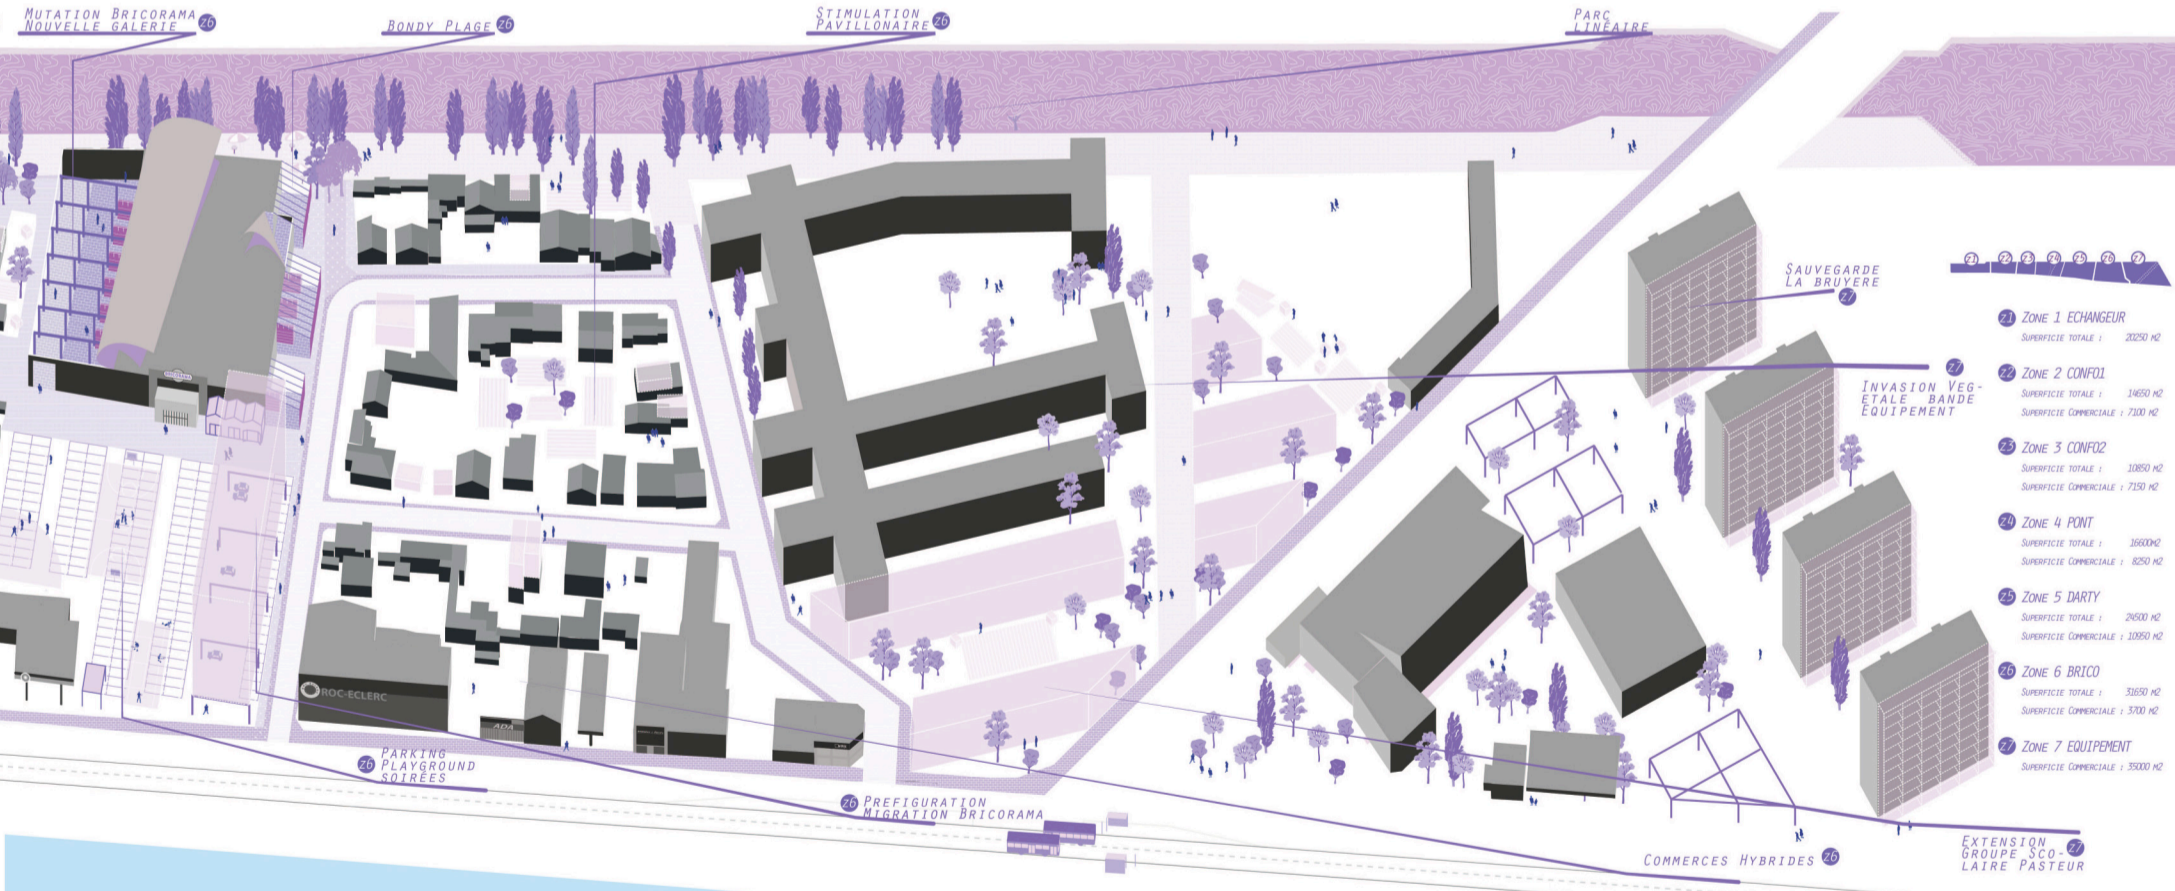 MUTATION BRICORAMA
NOUVELLE GALERIE
z6
BONDY PLAGE z6
STIMULATION
PAVILLONAIRE z6
PARC
LINÉAIRE
SAUVEGARDE
LA BRUYERE
z7
z7
INVASION VEG-
ETALE BANDE
EQUIPEMENT
z1 z2 z3 z4 z5 z6 z7
z1 ZONE 1 ECHANGEUR
SUPERFICIE TOTALE : 20250 M2
z2 ZONE 2 CONFO1
SUPERFICIE TOTALE : 14650 M2
SUPERFICIE COMMERCIALE : 7100 M2
z3 ZONE 3 CONFO2
SUPERFICIE TOTALE : 10850 M2
SUPERFICIE COMMERCIALE : 7150 M2
z4 ZONE 4 PONT
SUPERFICIE TOTALE : 16600M2
SUPERFICIE COMMERCIALE : 8250 M2
z5 ZONE 5 DARTY
SUPERFICIE TOTALE : 24500 M2
SUPERFICIE COMMERCIALE : 10950 M2
z6 ZONE 6 BRICO
SUPERFICIE TOTALE : 31650 M2
SUPERFICIE COMMERCIALE : 3700 M2
z7 ZONE 7 EQUIPEMENT
SUPERFICIE COMMERCIALE : 35000 M2
ROC-ECLERC
ADA
z6 PARKING
PLAYGROUND
SOIRÉES
z6 PREFIGURATION
MIGRATION BRICORAMA
COMMERCES HYBRIDES z6
EXTENSION
GROUPE SCO-
LAIRE PASTEUR
z7